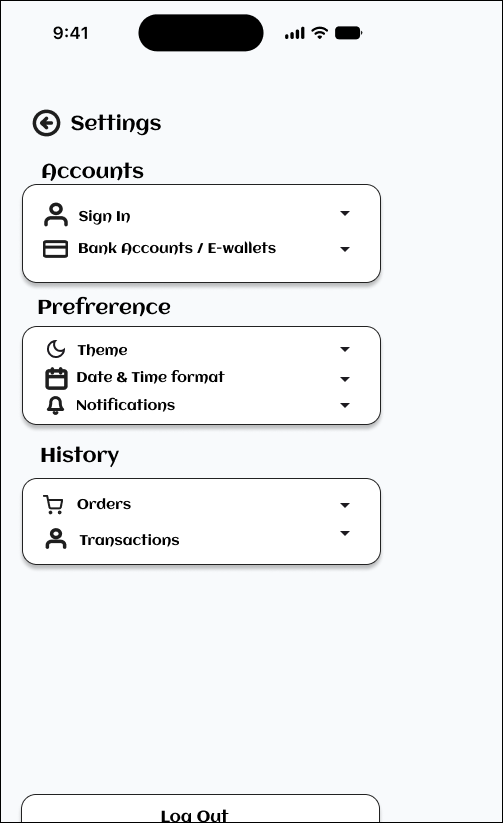 9:41
Settings
Accounts
Sign In
Bank Accounts / E-wallets
Prefrerence
Theme
Date & Time format
Notifications
History
Orders
Transactions
Log Out